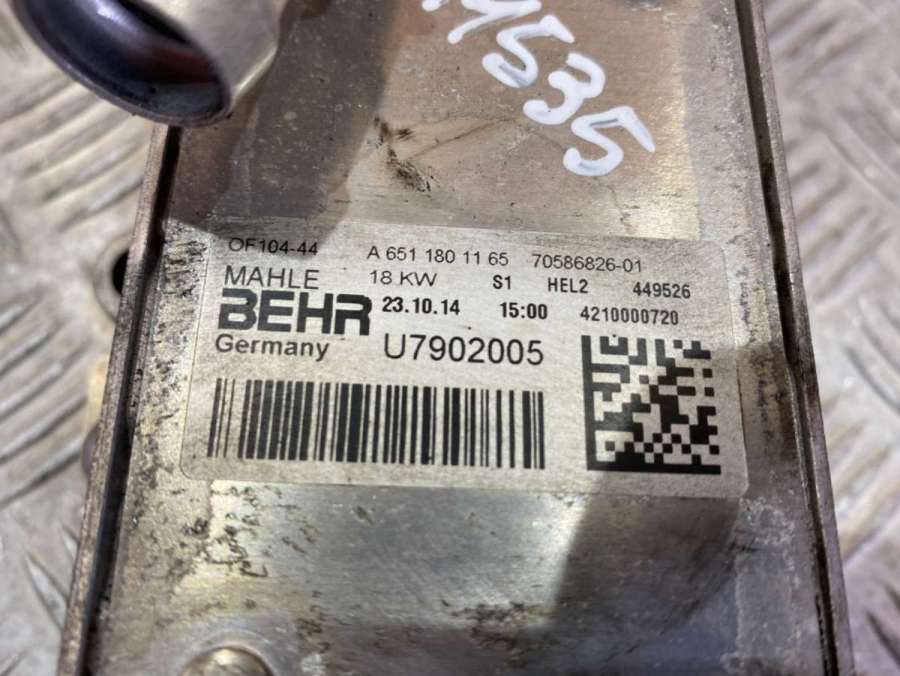 4535
OF104-44 A 651 180 11 65 70586826-01
MAHLE 18 KW S1 HEL2 449526
BEHR 23.10.14 15:00 4210000720
Germany U7902005